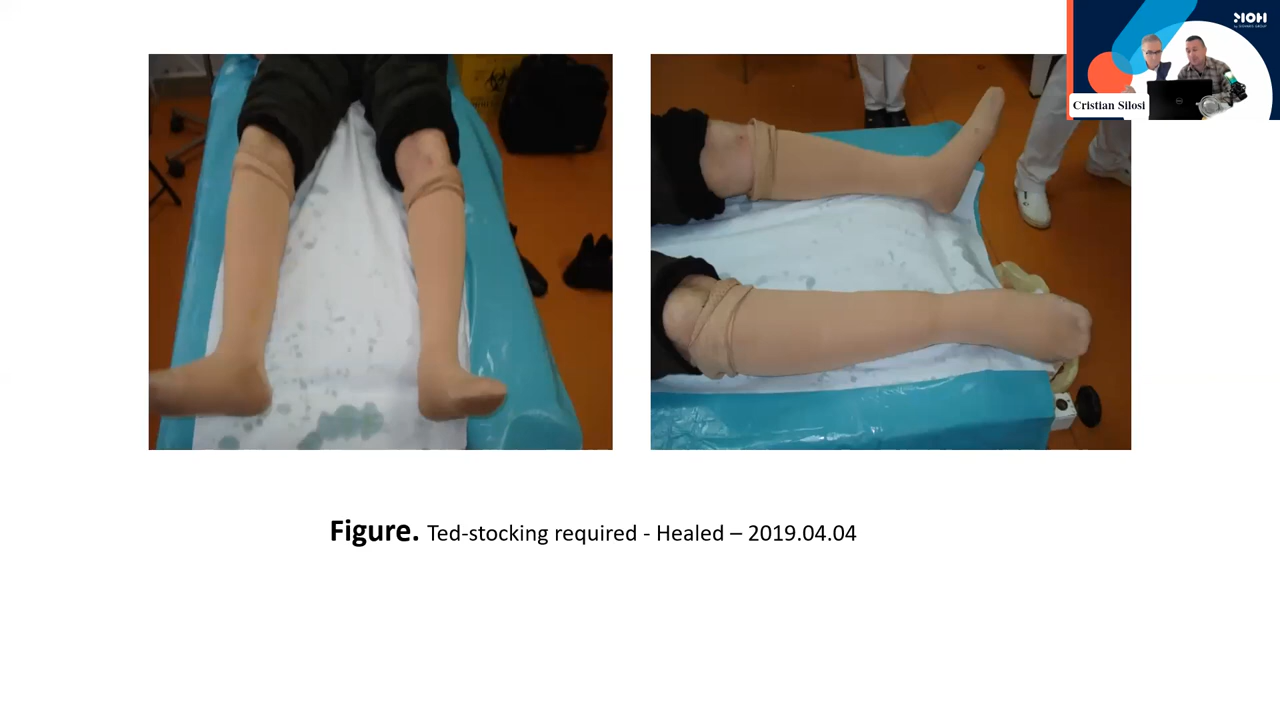 Cristian Silosi
Figure. Ted-stocking required - Healed – 2019.04.04